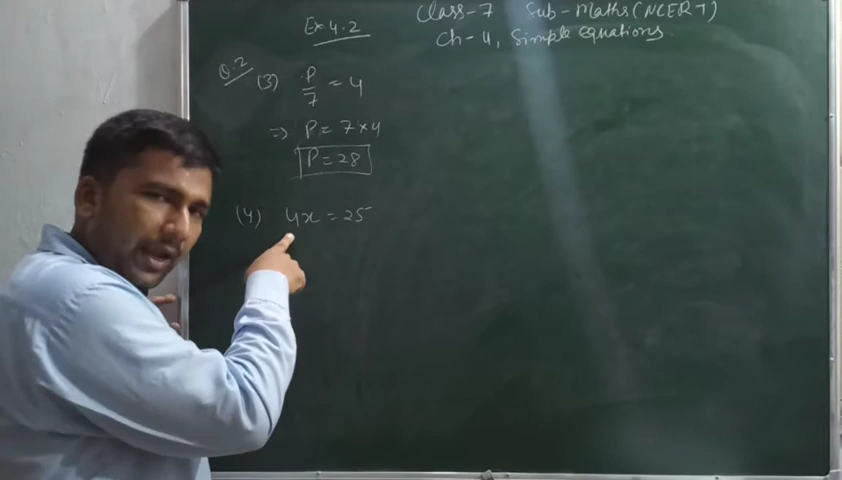 Class-7 Sub-Maths (NCERT)
Ch-4, Simple equations
Ex.4.2
Q.2
(3) P/7 = 4
⇒ P = 7×4
P = 28
(4) 4x = 25